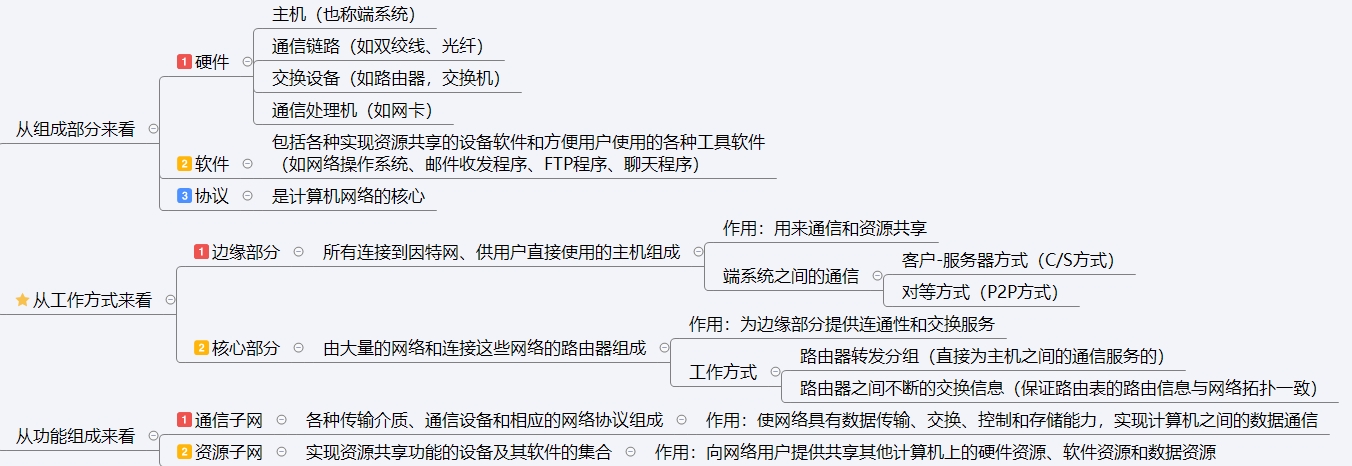 从组成部分来看
1 硬件
主机（也称端系统）
通信链路（如双绞线、光纤）
交换设备（如路由器，交换机）
通信处理机（如网卡）
2 软件
包括各种实现资源共享的设备软件和方便用户使用的各种工具软件
（如网络操作系统、邮件收发程序、FTP程序、聊天程序）
3 协议
是计算机网络的核心
从工作方式来看
1 边缘部分
所有连接到因特网、供用户直接使用的主机组成
作用：用来通信和资源共享
端系统之间的通信
客户-服务器方式（C/S方式）
对等方式（P2P方式）
2 核心部分
由大量的网络和连接这些网络的路由器组成
作用：为边缘部分提供连通性和交换服务
工作方式
路由器转发分组（直接为主机之间的通信服务的）
路由器之间不断的交换信息（保证路由表的路由信息与网络拓扑一致）
从功能组成来看
1 通信子网
各种传输介质、通信设备和相应的网络协议组成
作用：使网络具有数据传输、交换、控制和存储能力，实现计算机之间的数据通信
2 资源子网
实现资源共享功能的设备及其软件的集合
作用：向网络用户提供共享其他计算机上的硬件资源、软件资源和数据资源